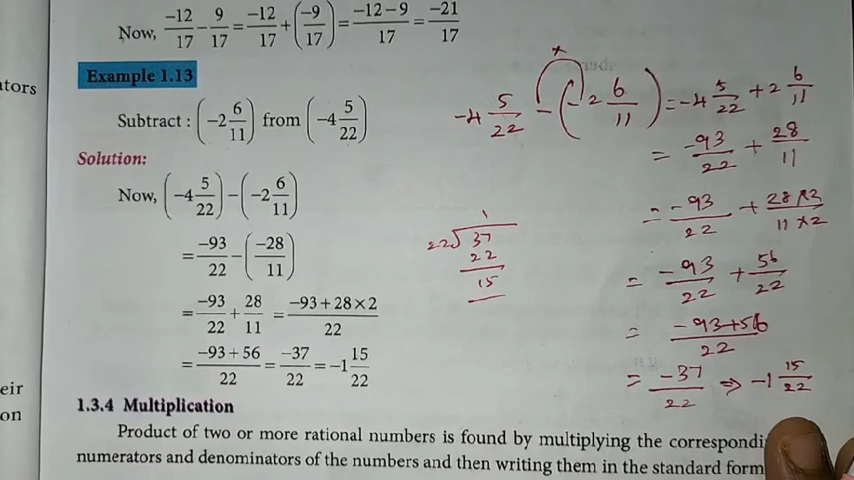 Now, -12/17 - 9/17 = -12/17 + (-9/17) = -12-9/17 = -21/17
ators
Example 1.13
Subtract : (-2 6/11) from (-4 5/22)
Solution:
Now, (-4 5/22) - (-2 6/11)
= -93/22 - (-28/11)
= -93/22 + 28/11 = -93+28×2/22
= -93+56/22 = -37/22 = -1 15/22
eir
on
1.3.4 Multiplication
Product of two or more rational numbers is found by multiplying the correspondi
numerators and denominators of the numbers and then writing them in the standard form
-4 5/22 - (-2 6/11) = -4 5/22 + 2 6/11
= -93/22 + 28/11
= -93/22 + 28×2/11×2
= -93/22 + 56/22
= -93+56/22
= -37/22 ⇒ -1 15/22
1
22)37
22
15